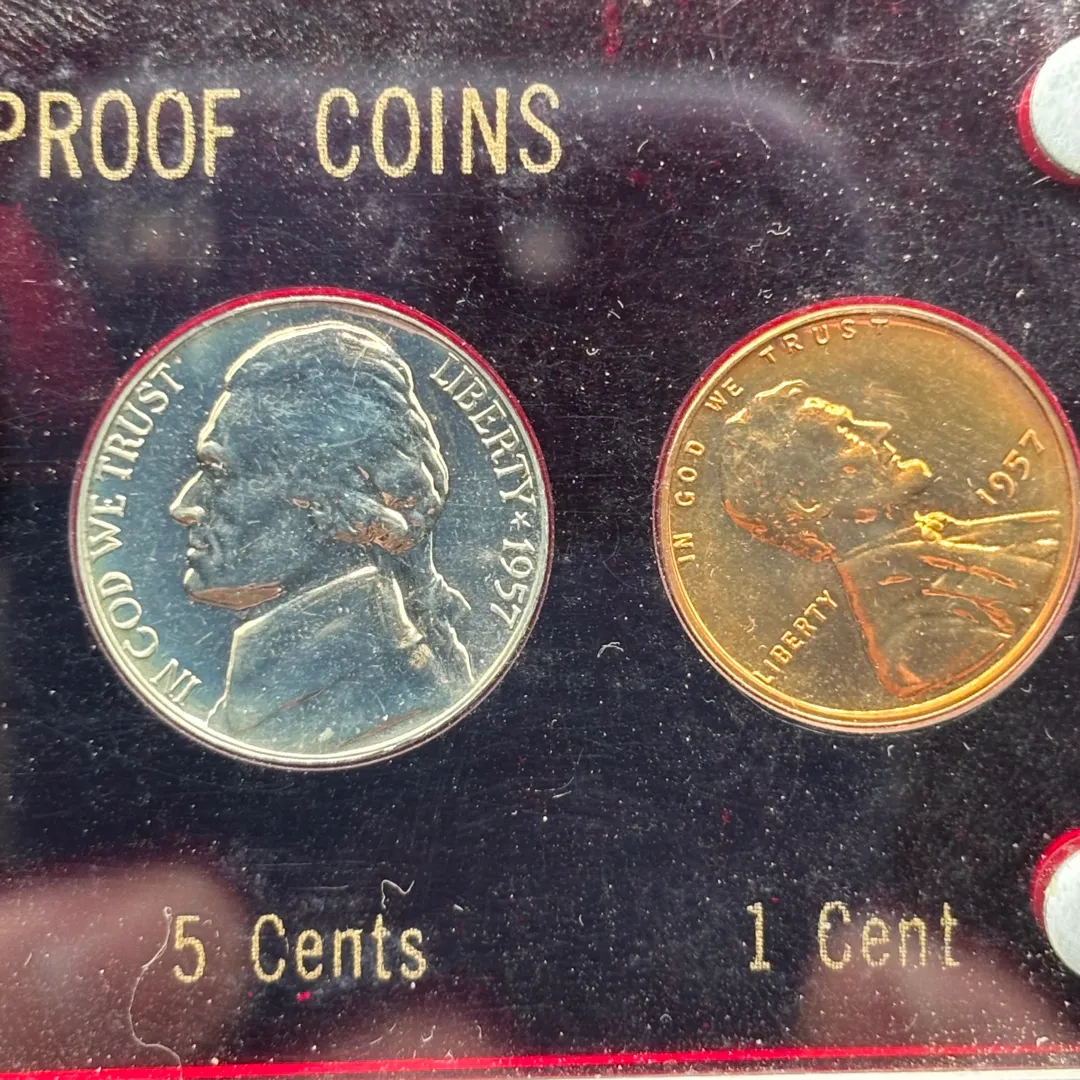 PROOF COINS
IN GOD WE TRUST
LIBERTY * 1957
IN GOD WE TRUST
LIBERTY
1957
5 Cents
1 Cent